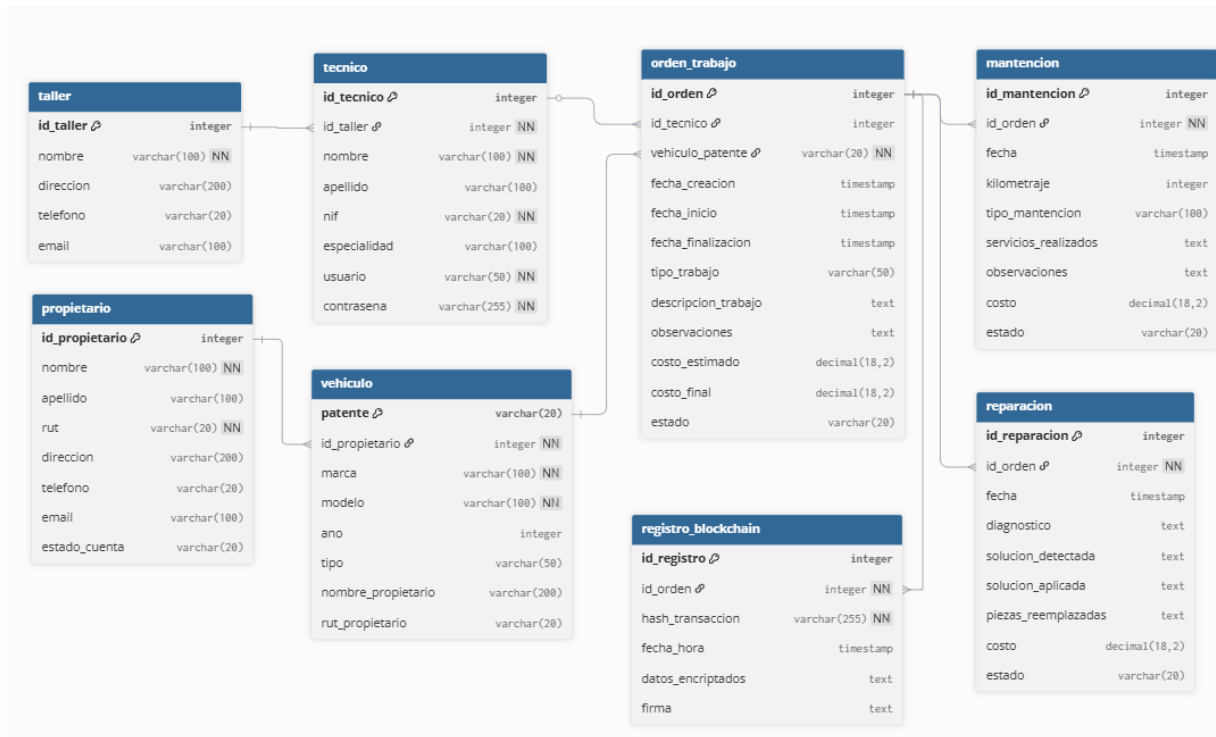 taller
id_taller integer
nombre varchar(100) NN
direccion varchar(200)
telefono varchar(20)
email varchar(100)
propietario
id_propietario integer
nombre varchar(100) NN
apellido varchar(100)
rut varchar(20) NN
direccion varchar(200)
telefono varchar(20)
email varchar(100)
estado_cuenta varchar(20)
tecnico
id_tecnico integer
id_taller integer NN
nombre varchar(100) NN
apellido varchar(100)
nif varchar(20) NN
especialidad varchar(100)
usuario varchar(50) NN
contrasena varchar(255) NN
vehiculo
patente varchar(20)
id_propietario integer NN
marca varchar(100) NN
modelo varchar(100) NN
ano integer
tipo varchar(50)
nombre_propietario varchar(200)
rut_propietario varchar(20)
orden_trabajo
id_orden integer
id_tecnico integer
vehiculo_patente varchar(20) NN
fecha_creacion timestamp
fecha_inicio timestamp
fecha_finalizacion timestamp
tipo_trabajo varchar(50)
descripcion_trabajo text
observaciones text
costo_estimado decimal(18,2)
costo_final decimal(18,2)
estado varchar(20)
registro_blockchain
id_registro integer
id_orden integer NN
hash_transaccion varchar(255) NN
fecha_hora timestamp
datos_encriptados text
firma text
mantencion
id_mantencion integer
id_orden integer NN
fecha timestamp
kilometraje integer
tipo_mantencion varchar(100)
servicios_realizados text
observaciones text
costo decimal(18,2)
estado varchar(20)
reparacion
id_reparacion integer
id_orden integer NN
fecha timestamp
diagnostico text
solucion_detectada text
solucion_aplicada text
piezas_reemplazadas text
costo decimal(18,2)
estado varchar(20)